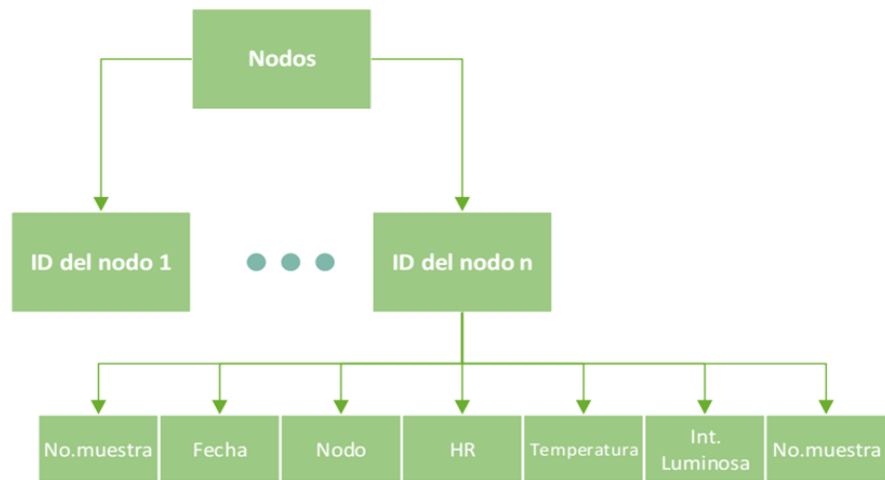 Nodos
ID del nodo 1
ID del nodo n
No.muestra
Fecha
Nodo
HR
Temperatura
Int.
Luminosa
No.muestra